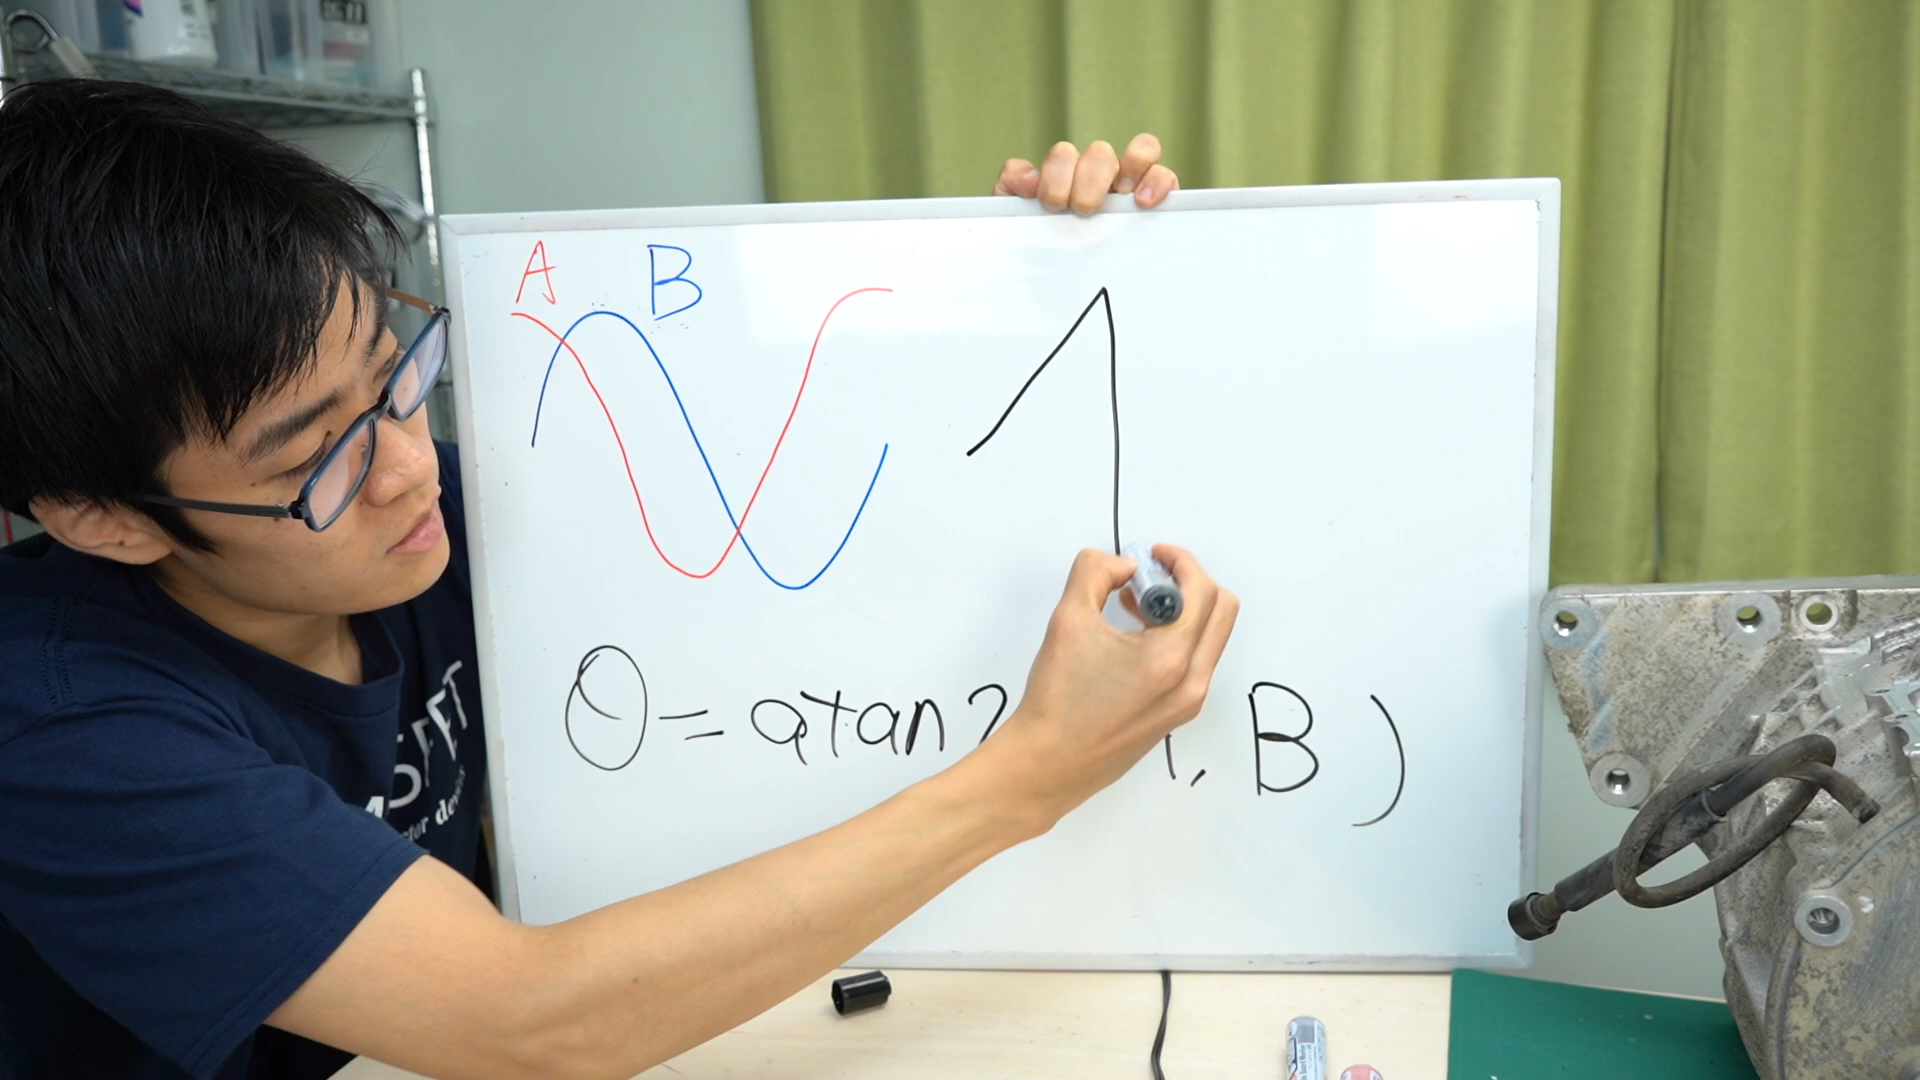 A B
θ = atan2 , B )